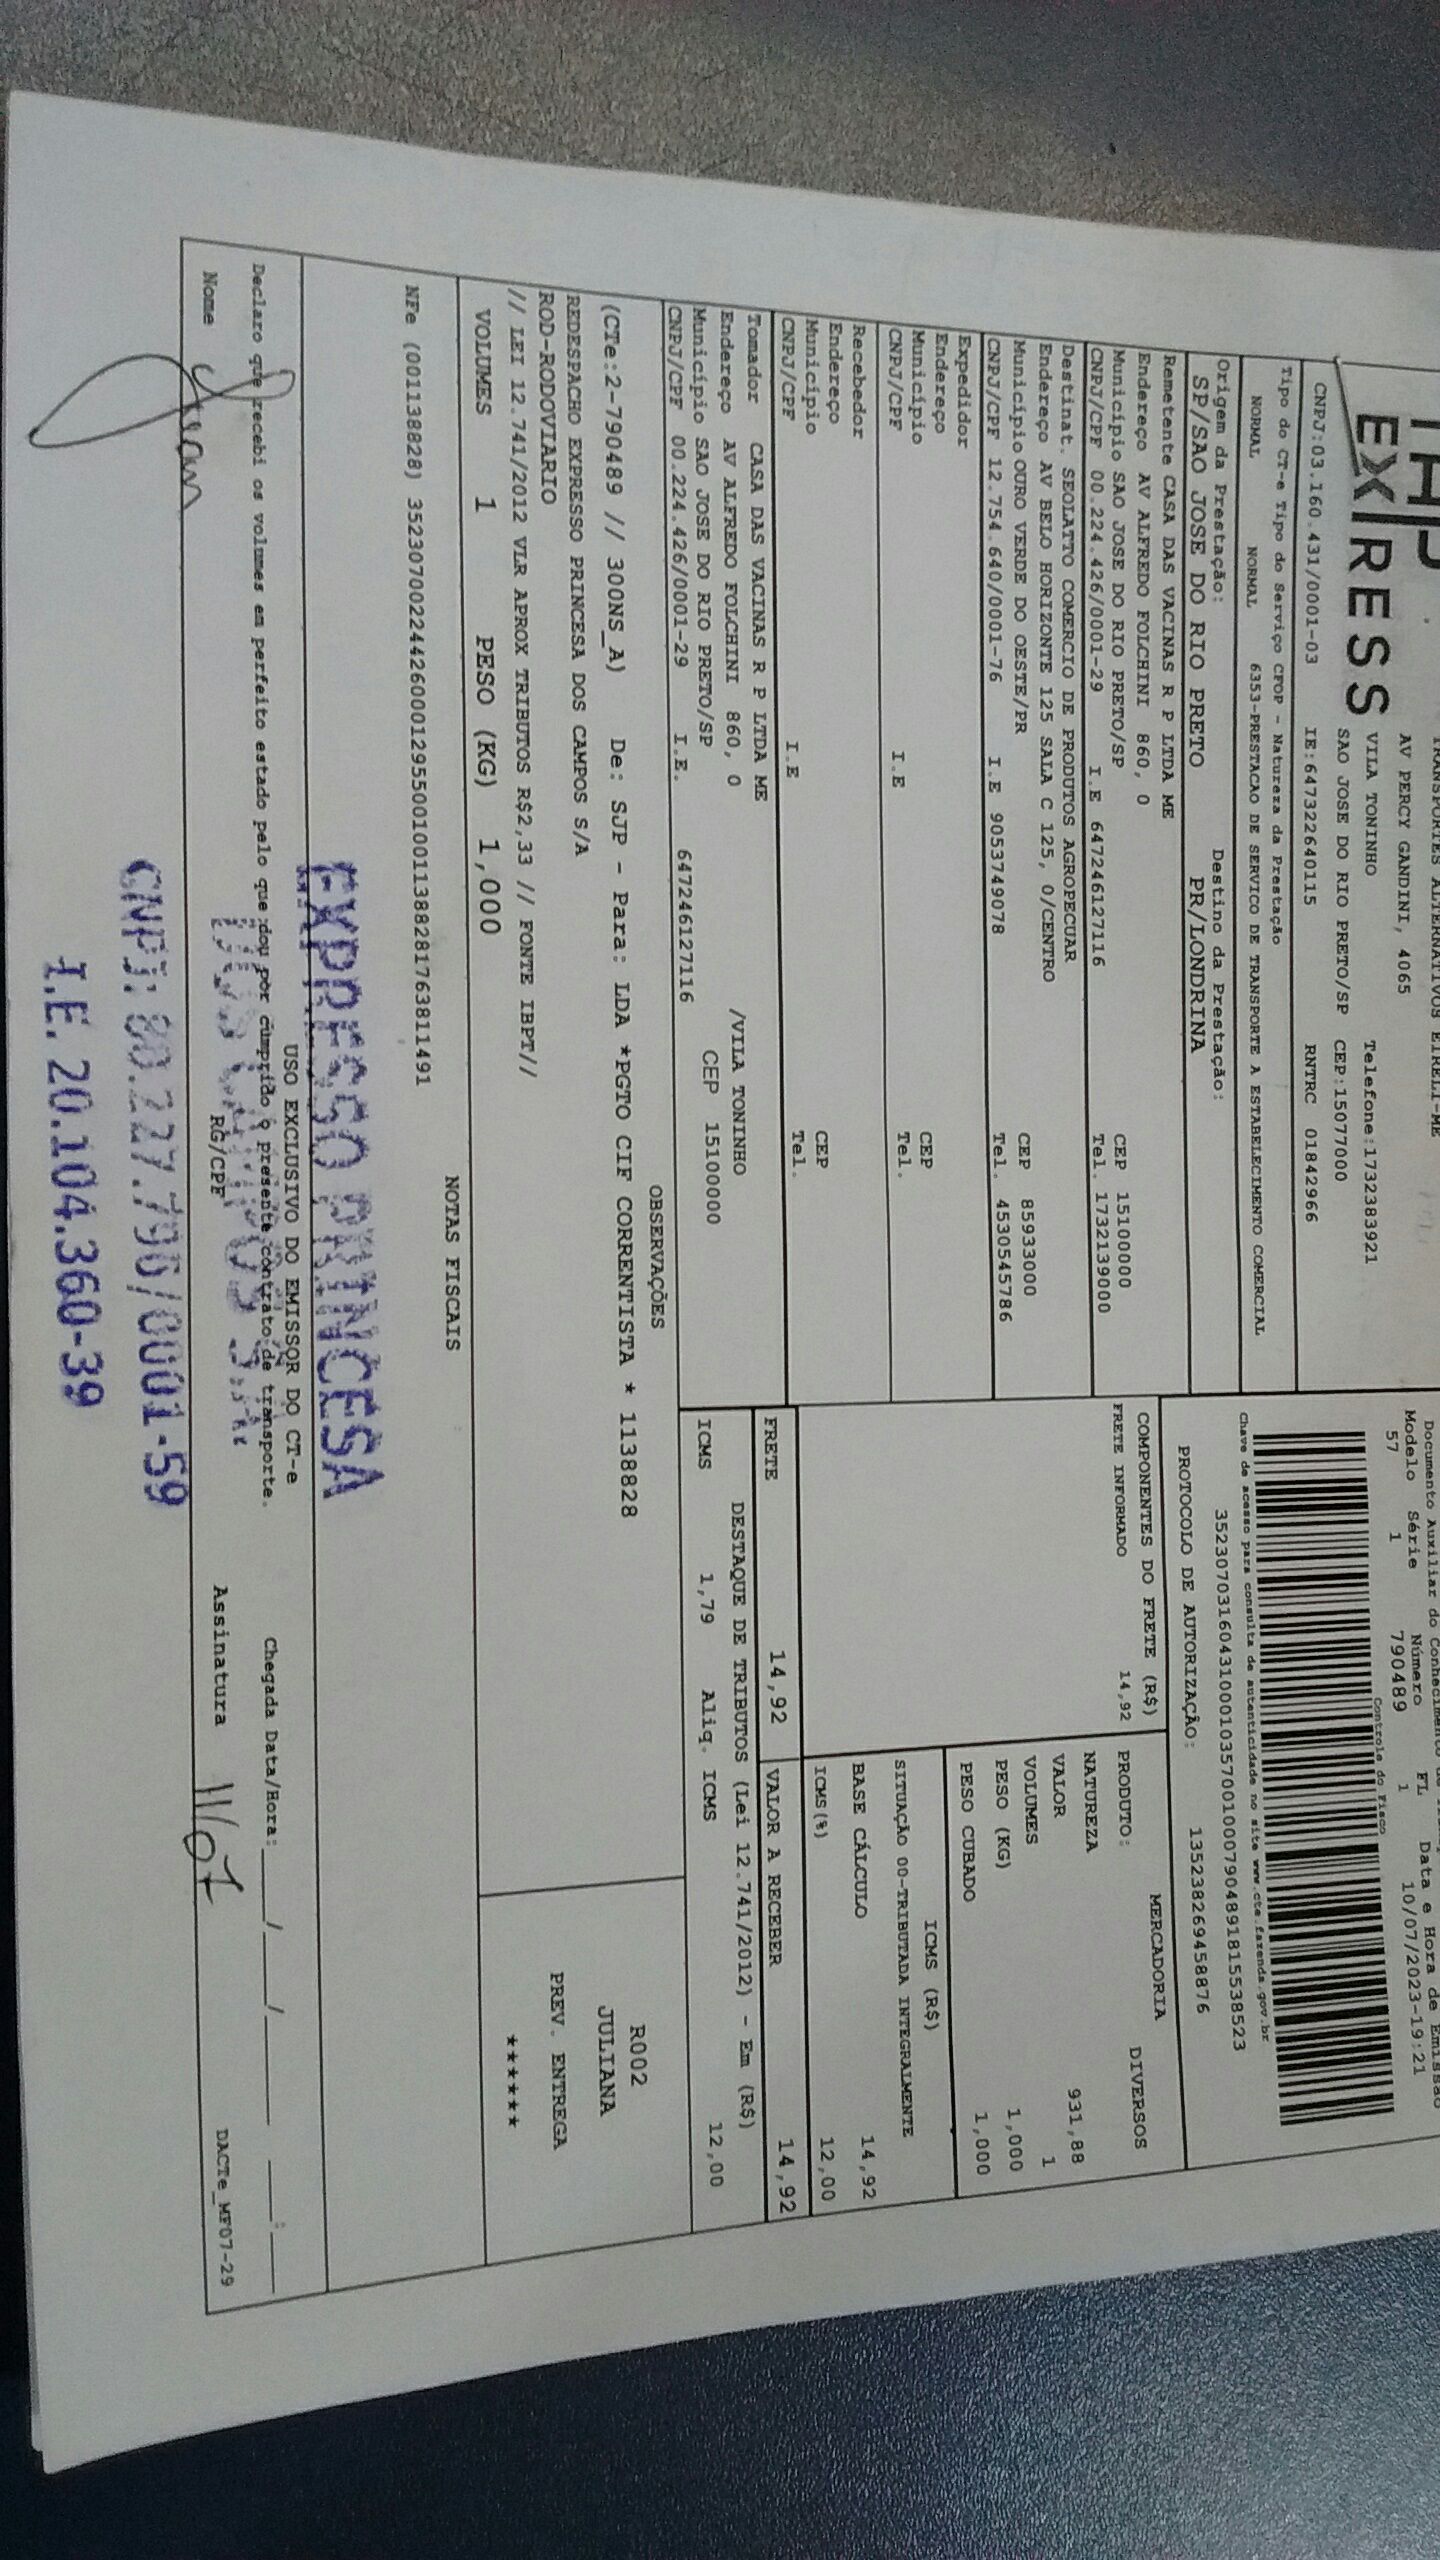 EXPRESS
TRANSPORTES ALTERNATIVOS EIRELI-ME
AV PERCY GANDINI, 4065
VILA TONINHO Telefone:1732383921
SAO JOSE DO RIO PRETO/SP CEP:15077000
CNPJ:03.160.431/0001-03 IE:647322640115 RNTRC 01842966
Tipo do CT-e Tipo do Serviço CFOP - Natureza da Prestação
NORMAL NORMAL 6353-PRESTACAO DE SERVICO DE TRANSPORTE A ESTABELECIMENTO COMERCIAL
Origem da Prestação: Destino da Prestação:
SP/SAO JOSE DO RIO PRETO PR/LONDRINA
Documento Auxiliar do Conhecimento de
Modelo Série Número FL Data e Hora de Emissão
57 1 790489 1 10/07/2023-19:21
Controle do Fisco
Chave de acesso para consulta de autenticidade no site www.cte.fazenda.gov.br
35230703160431000103570010007904891815538523
PROTOCOLO DE AUTORIZAÇÃO: 135238269458876
Remetente CASA DAS VACINAS R P LTDA ME
Endereço AV ALFREDO FOLCHINI 860, 0
Município SAO JOSE DO RIO PRETO/SP CEP 15100000
CNPJ/CPF 00.224.426/0001-29 I.E 647246127116 Tel. 1732139000
Destinat. SEOLATTO COMERCIO DE PRODUTOS AGROPECUAR
Endereço AV BELO HORIZONTE 125 SALA C 125, 0/CENTRO
Município OURO VERDE DO OESTE/PR CEP 85933000
CNPJ/CPF 12.754.640/0001-76 I.E 9053749078 Tel. 4530545786
Expedidor
Endereço
Município CEP
CNPJ/CPF I.E Tel.
Recebedor
Endereço
Município CEP
CNPJ/CPF I.E Tel.
Tomador CASA DAS VACINAS R P LTDA ME
Endereço AV ALFREDO FOLCHINI 860, 0 /VILA TONINHO
Município SAO JOSE DO RIO PRETO/SP CEP 15100000
CNPJ/CPF 00.224.426/0001-29 I.E. 647246127116
COMPONENTES DO FRETE (R$)
FRETE INFORMADO 14,92
MERCADORIA
PRODUTO: DIVERSOS
NATUREZA
VALOR 931,88
VOLUMES 1
PESO (KG) 1,000
PESO CUBADO 1,000
ICMS (R$)
SITUAÇÃO 00-TRIBUTADA INTEGRALMENTE
BASE CÁLCULO 14,92
ICMS(%) 12,00
FRETE 14,92 VALOR A RECEBER 14,92
DESTAQUE DE TRIBUTOS (Lei 12.741/2012) - Em (R$)
ICMS 1,79 Aliq. ICMS 12,00
OBSERVAÇÕES
(CTe:2-790489 // 300NS_A) De: SJP - Para: LDA *PGTO CIF CORRENTISTA * 1138828
REDESPACHO EXPRESSO PRINCESA DOS CAMPOS S/A
ROD-RODOVIARIO
// LEI 12.741/2012 VLR APROX TRIBUTOS R$2,33 // FONTE IBPT//
R002
JULIANA
PREV. ENTREGA
******
VOLUMES 1 PESO (KG) 1,000
NOTAS FISCAIS
NFe (001138828) 35230700224426000129550010011388281763811491
EXPRESSO PRINCESA
DOS CAMPOS S.A.
CNPJ: 80.227.796/0001-59
I.E. 20.104.360-39
USO EXCLUSIVO DO EMISSOR DO CT-e
Declaro que recebi os volumes em perfeito estado pelo que dou por cumprido o presente contrato de transporte. Chegada Data/Hora: ____/____/______ ____:____
Nome RG/CPF Assinatura 11/07 DACTe_MF07-29